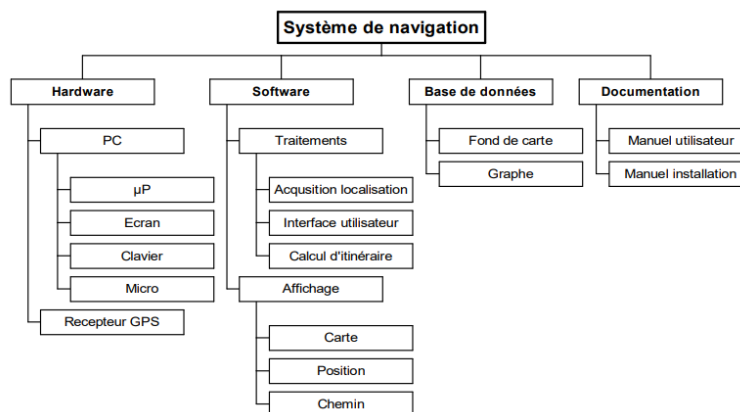 Système de navigation
Hardware
Software
Base de données
Documentation
PC
Traitements
Fond de carte
Manuel utilisateur
Graphe
Manuel installation
µP
Acqusition localisation
Ecran
Interface utilisateur
Clavier
Calcul d'itinéraire
Micro
Affichage
Recepteur GPS
Carte
Position
Chemin